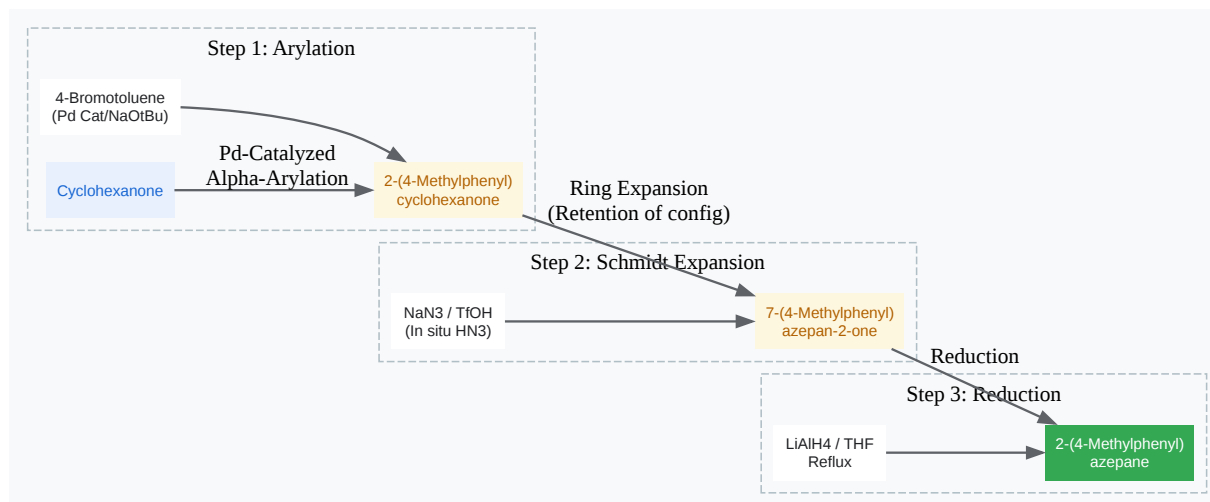 Step 1: Arylation
4-Bromotoluene
(Pd Cat/NaOtBu)
Cyclohexanone
Pd-Catalyzed
Alpha-Arylation
2-(4-Methylphenyl)
cyclohexanone
Ring Expansion
(Retention of config)
Step 2: Schmidt Expansion
NaN3 / TfOH
(In situ HN3)
7-(4-Methylphenyl)
azepan-2-one
Reduction
Step 3: Reduction
LiAlH4 / THF
Reflux
2-(4-Methylphenyl)
azepane